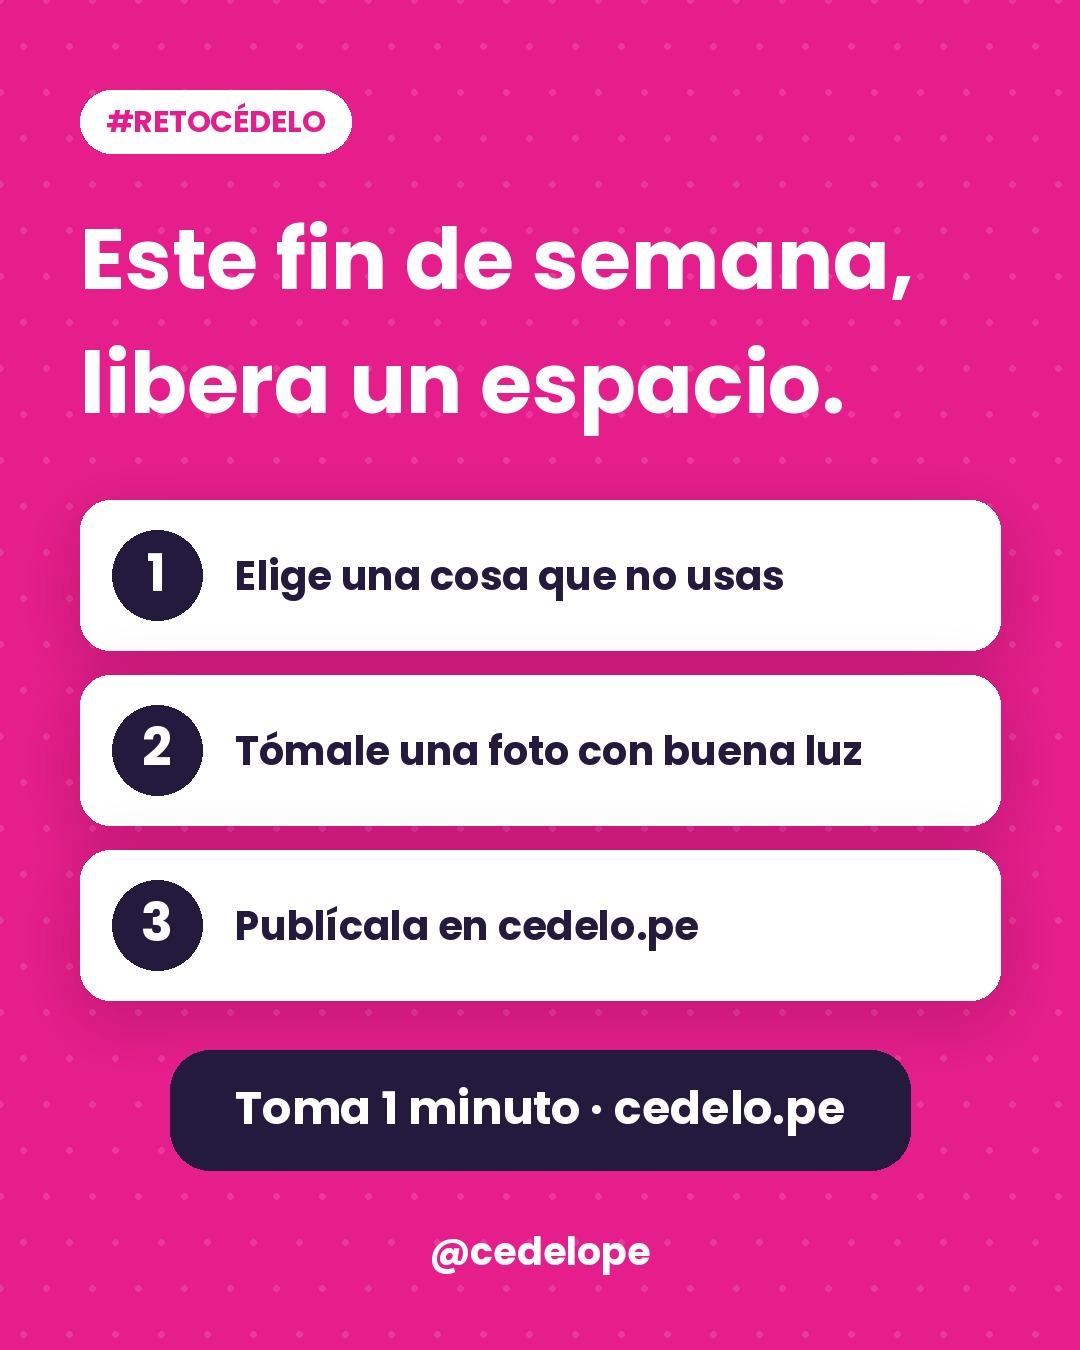 #RETOCÉDELO
Este fin de semana,
libera un espacio.
1 Elige una cosa que no usas
2 Tómale una foto con buena luz
3 Publícala en cedelo.pe
Toma 1 minuto · cedelo.pe
@cedelope